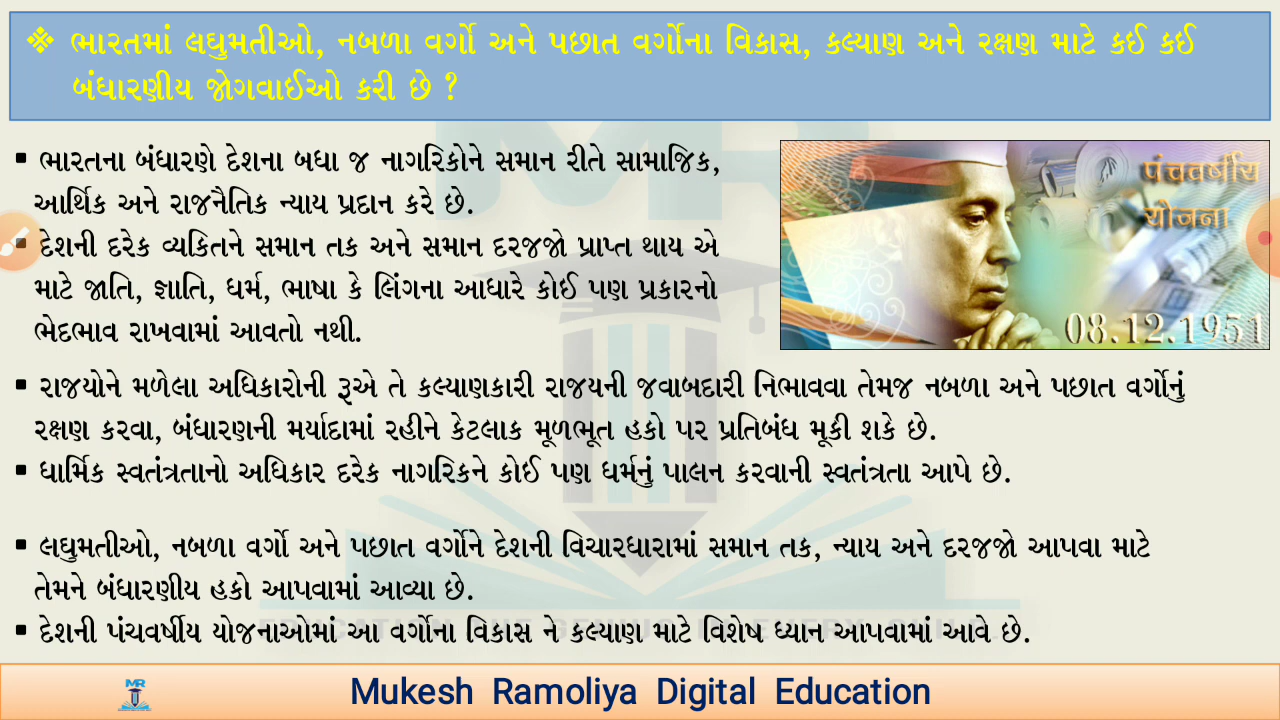 ❖ ભારતમાં લઘુમતીઓ, નબળા વર્ગો અને પછાત વર્ગોના વિકાસ, કલ્યાણ અને રક્ષણ માટે કઈ કઈ
બંધારણીય જોગવાઈઓ કરી છે ?
▪ ભારતના બંધારણે દેશના બધા જ નાગરિકોને સમાન રીતે સામાજિક,
આર્થિક અને રાજનૈતિક ન્યાય પ્રદાન કરે છે.
▪ દેશની દરેક વ્યકિતને સમાન તક અને સમાન દરજજો પ્રાપ્ત થાય એ
માટે જાતિ, જ્ઞાતિ, ધર્મ, ભાષા કે લિંગના આધારે કોઈ પણ પ્રકારનો
ભેદભાવ રાખવામાં આવતો નથી.
पंचवर्षीय
योजना
08.12.1951
▪ રાજયોને મળેલા અધિકારોની રૂએ તે કલ્યાણકારી રાજયની જવાબદારી નિભાવવા તેમજ નબળા અને પછાત વર્ગોનું
રક્ષણ કરવા, બંધારણની મર્યાદામાં રહીને કેટલાક મૂળભૂત હકો પર પ્રતિબંધ મૂકી શકે છે.
▪ ધાર્મિક સ્વતંત્રતાનો અધિકાર દરેક નાગરિકને કોઈ પણ ધર્મનું પાલન કરવાની સ્વતંત્રતા આપે છે.
▪ લઘુમતીઓ, નબળા વર્ગો અને પછાત વર્ગોને દેશની વિચારધારામાં સમાન તક, ન્યાય અને દરજજો આપવા માટે
તેમને બંધારણીય હકો આપવામાં આવ્યા છે.
▪ દેશની પંચવર્ષીય યોજનાઓમાં આ વર્ગોના વિકાસ ને કલ્યાણ માટે વિશેષ ધ્યાન આપવામાં આવે છે.
MR
Mukesh Ramoliya Digital Education